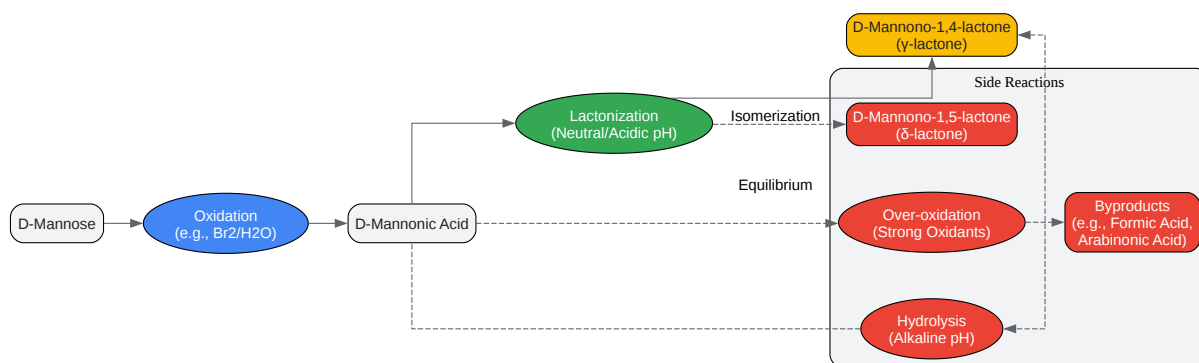 D-Mannono-1,4-lactone
(γ-lactone)
Side Reactions
Lactonization
(Neutral/Acidic pH)
Isomerization
D-Mannono-1,5-lactone
(δ-lactone)
Equilibrium
D-Mannose
Oxidation
(e.g., Br2/H2O)
D-Mannonic Acid
Over-oxidation
(Strong Oxidants)
Byproducts
(e.g., Formic Acid,
Arabinonic Acid)
Hydrolysis
(Alkaline pH)